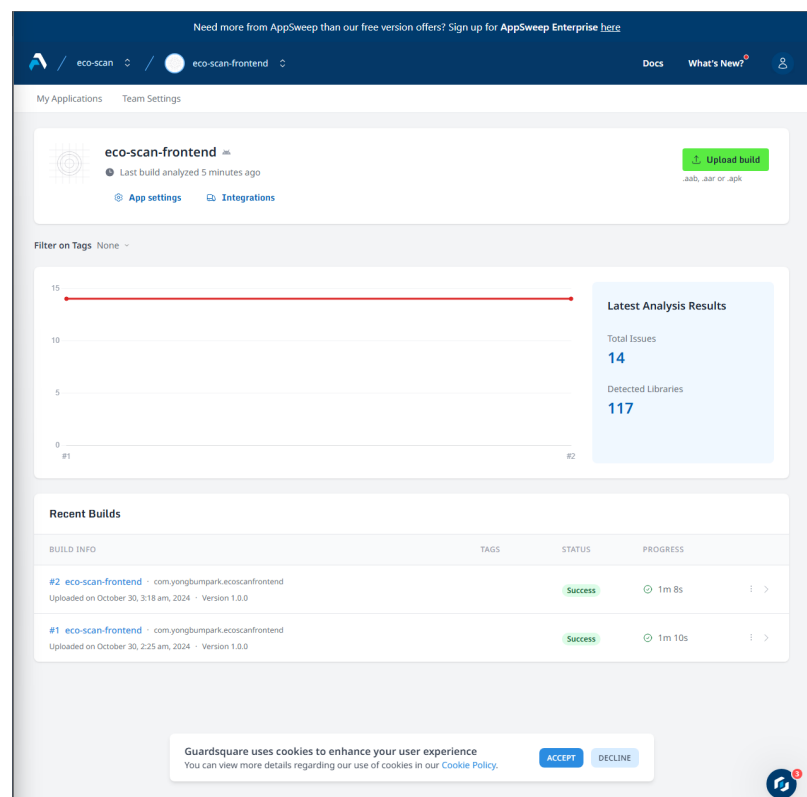 Need more from AppSweep than our free version offers? Sign up for AppSweep Enterprise here
/ eco-scan / eco-scan-frontend Docs What's New?
My Applications Team Settings
eco-scan-frontend
Last build analyzed 5 minutes ago
App settings Integrations
Upload build
.aab, .aar or .apk
Filter on Tags None
15
10
5
0
#1 #2
Latest Analysis Results
Total Issues
14
Detected Libraries
117
Recent Builds
BUILD INFO TAGS STATUS PROGRESS
#2 eco-scan-frontend · com.yongbumpark.ecoscanfrontend
Uploaded on October 30, 3:18 am, 2024 · Version 1.0.0
Success 1m 8s
#1 eco-scan-frontend · com.yongbumpark.ecoscanfrontend
Uploaded on October 30, 2:25 am, 2024 · Version 1.0.0
Success 1m 10s
Guardsquare uses cookies to enhance your user experience
You can view more details regarding our use of cookies in our Cookie Policy.
ACCEPT DECLINE
3